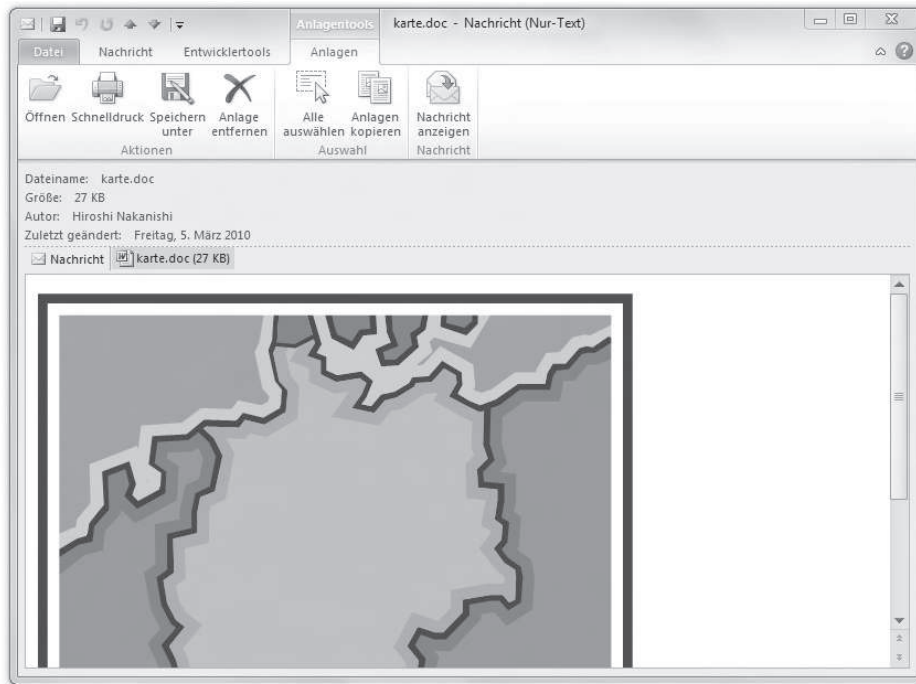 Anlagentools karte.doc - Nachricht (Nur-Text)
Datei Nachricht Entwicklertools Anlagen
Öffnen Schnelldruck Speichern unter Anlage entfernen Alle auswählen Anlagen kopieren Nachricht anzeigen
Aktionen Auswahl Nachricht
Dateiname: karte.doc
Größe: 27 KB
Autor: Hiroshi Nakanishi
Zuletzt geändert: Freitag, 5. März 2010
Nachricht karte.doc (27 KB)